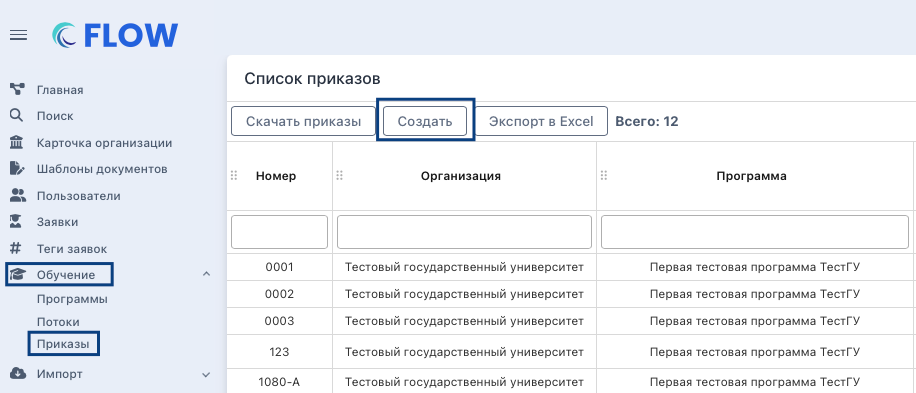 FLOW
Главная
Поиск
Карточка организации
Шаблоны документов
Пользователи
Заявки
Теги заявок
Обучение
Программы
Потоки
Приказы
Импорт
Список приказов
Скачать приказы Создать Экспорт в Excel Всего: 12
Номер Организация Программа
0001 Тестовый государственный университет Первая тестовая программа ТестГУ
0002 Тестовый государственный университет Первая тестовая программа ТестГУ
0003 Тестовый государственный университет Первая тестовая программа ТестГУ
123 Тестовый государственный университет Первая тестовая программа ТестГУ
1080-А Тестовый государственный университет Первая тестовая программа ТестГУ